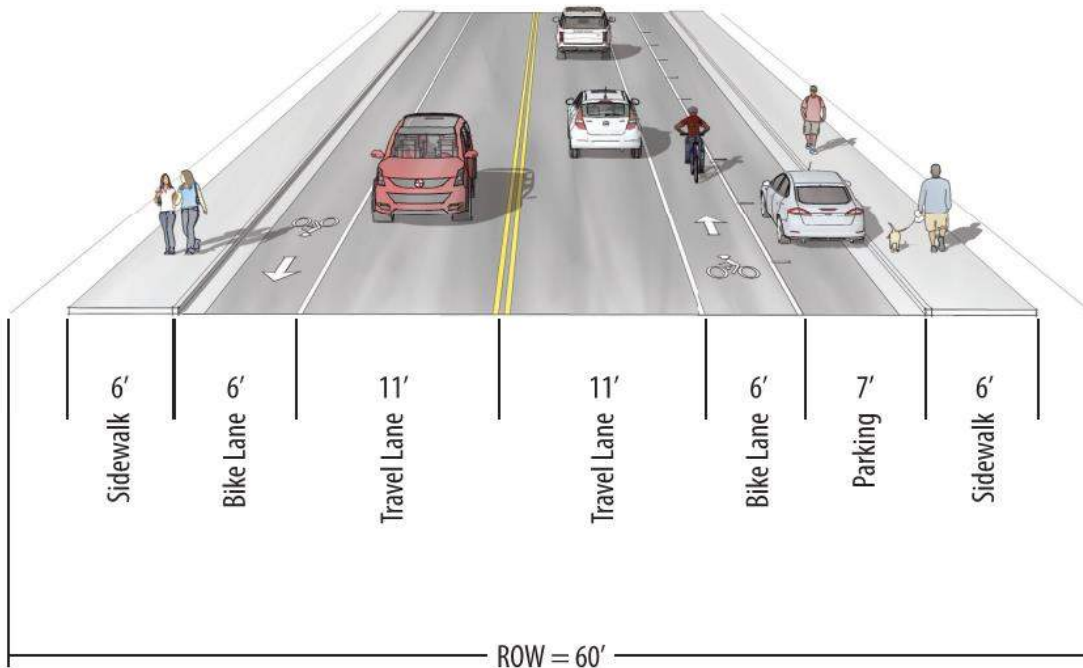 6’
6’
11’
11’
6’
7’
6’
Sidewalk
Bike Lane
Travel Lane
Travel Lane
Bike Lane
Parking
Sidewalk
ROW = 60’